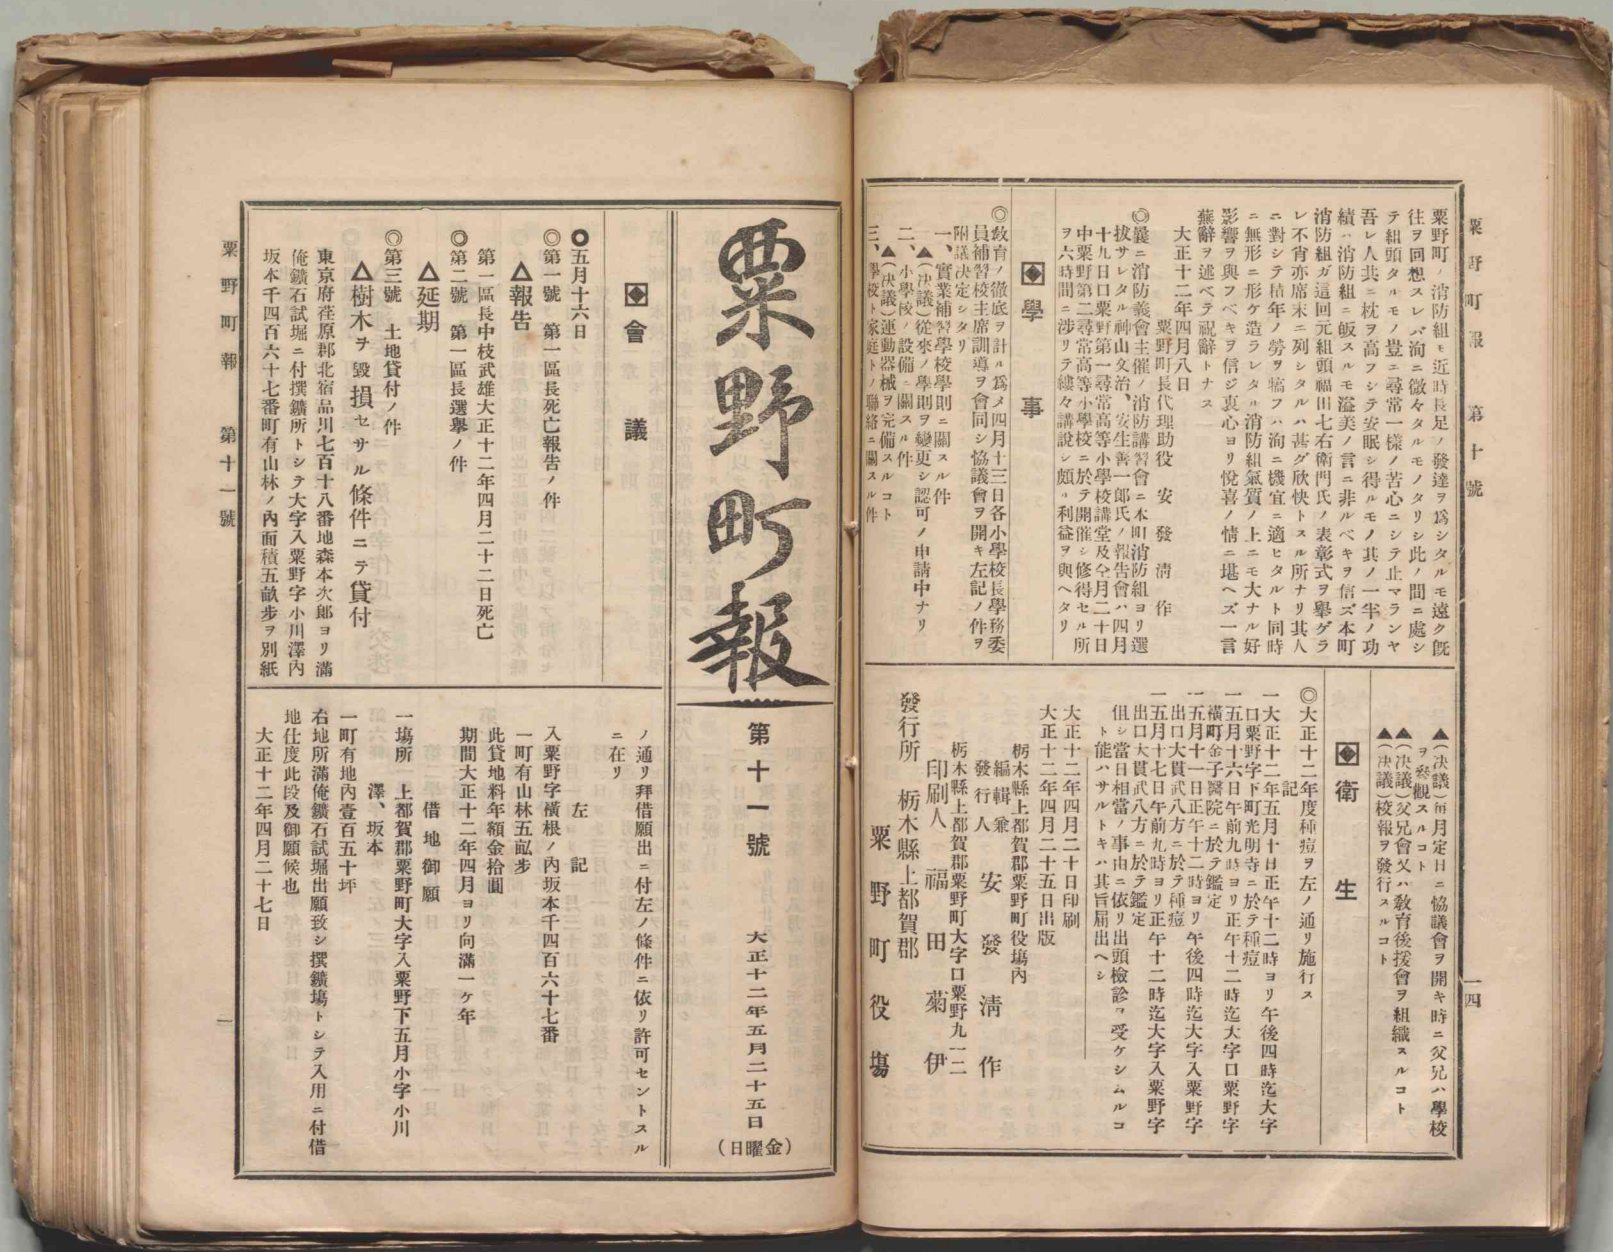 粟野町報 第十號
一四
粟野町ノ消防組モ近時長足ノ發達ヲ爲シタルモ遠ク既
往ヲ回想スレバ洵ニ微々タルモノタリシ此ノ間ニ處シ
テ組頭タルモノ豈ニ尋常一樣ノ苦心ニシテ止マランヤ
吾レ人共ニ枕ヲ高フシテ安眠シ得ルモノ其ノ一半ノ功
績ハ消防組ニ皈スルモ溢美ノ言ニ非ルベキヲ信ズ本町
消防組ガ這回元組頭福田七右衛門氏ノ表彰式ヲ擧ゲラ
レ不肖亦席末ニ列シタルハ甚ダ欣快トスル所ナリ其人
ニ對シテ積年ノ勞ヲ犒フハ洵ニ機宜ニ適ヒタルト同時
ニ無形ニ形ケ造ラレタル消防組氣質ノ上ニモ大ナル好
影響ヲ與フベキヲ信ジ衷心ヨリ悅喜ノ情ニ堪ヘズ一言
蕪辭ヲ述ベテ祝辭トナス
大正十二年四月八日
粟野町長代理助役 安發淸作
◎曩ニ消防義會主催ノ消防講習會ニ本町消防組ヨリ選
拔サレタル神山文治、安生善一郎氏ノ報告會ハ四月
十九日口粟野第一尋常高等小學校講堂及仝月二十日
中粟野第二尋常高等小學校ニ於テ開催シ修得セル所
ヲ六時間ニ涉リテ縷々講說シ頗ル利益ヲ與ヘタリ
學事
◎敎育ノ徹底ヲ計ル爲メ四月十三日各小學校長學務委
員補習校主席訓導ヲ會同シ協議會ヲ開キ左記ノ件ヲ
附議決定シタリ
一、實業補習學校學則ニ關スル件
▲(決議)從來ノ學則ヲ變更シ認可ノ申請中ナリ
二、小學校ノ設備ニ關スル件
▲(決議)運動器械ヲ完備スルコト
三、學校ト家庭トノ聯絡ニ關スル件
▲(決議)每月定日ニ協議會ヲ開キ時ニ父兄ハ學校
ヲ參觀スルコト
▲(決議)父兄會又ハ敎育後援會ヲ組織スルコト
▲(決議)校報ヲ發行スルコト
衛生
◎大正十二年度種痘ヲ左ノ通リ施行ス
記
一大正十二年五月十日正午十二時ヨリ午後四時迄大字
口粟野字下町光明寺ニ於テ種痘
一五月十六日午前九時ヨリ正午十二時迄大字口粟野字
橫町金子醫院ニ於テ鑑定
一五月十一日正午十二時ヨリ午後四時迄大字入粟野字
出口大貫武八方ニ於テ種痘
一五月十七日午前九時ヨリ正午十二時迄大字入粟野字
出口大貫武八方ニ於テ鑑定
但シ當日相當ノ事由ニ依リ出頭檢診ヲ受ケシムルコ
ト能ハサルトキハ其旨屆出ヘシ
大正十二年四月二十日印刷
大正十二年四月二十五日出版
栃木縣上都賀郡粟野町役場內
編輯兼
發行人 安發淸作
栃木縣上都賀郡粟野町大字口粟野九一二
印刷人 福田菊伊
發行所 栃木縣上都賀郡
粟野町役場
粟野町報
第十一號
大正十二年五月二十五日
(金曜日)
會議
◎五月十六日
◎第一號 第一區長死亡報告ノ件
△報告
第一區長中枝武雄大正十二年四月二十二日死亡
◎第二號 第一區長選擧ノ件
△延期
◎第三號 土地貸付ノ件
△樹木ヲ毀損セサル條件ニテ貸付
東京府荏原郡北宿品川七百十八番地森本次郎ヨリ滿
俺鑛石試堀ニ付撰鑛所トシテ大字入粟野字小川澤內
坂本千四百六十七番町有山林ノ內面積五畝步ヲ別紙
ノ通リ拜借願出ニ付左ノ條件ニ依リ許可セントスル
ニ在リ
左記
入粟野字橫根ノ內坂本千四百六十七番
一町有山林五畝步
此貸地料年額金拾圓
期間大正十二年四月ヨリ向滿一ケ年
借地御願
一場所 上都賀郡粟野町大字入粟野下五月小字小川
澤、坂本
一町有地內壹百五十坪
右地所滿俺鑛石試堀出願致シ撰鑛場トシテ入用ニ付借
地仕度此段及御願候也
大正十二年四月二十七日
粟野町報 第十一號
一